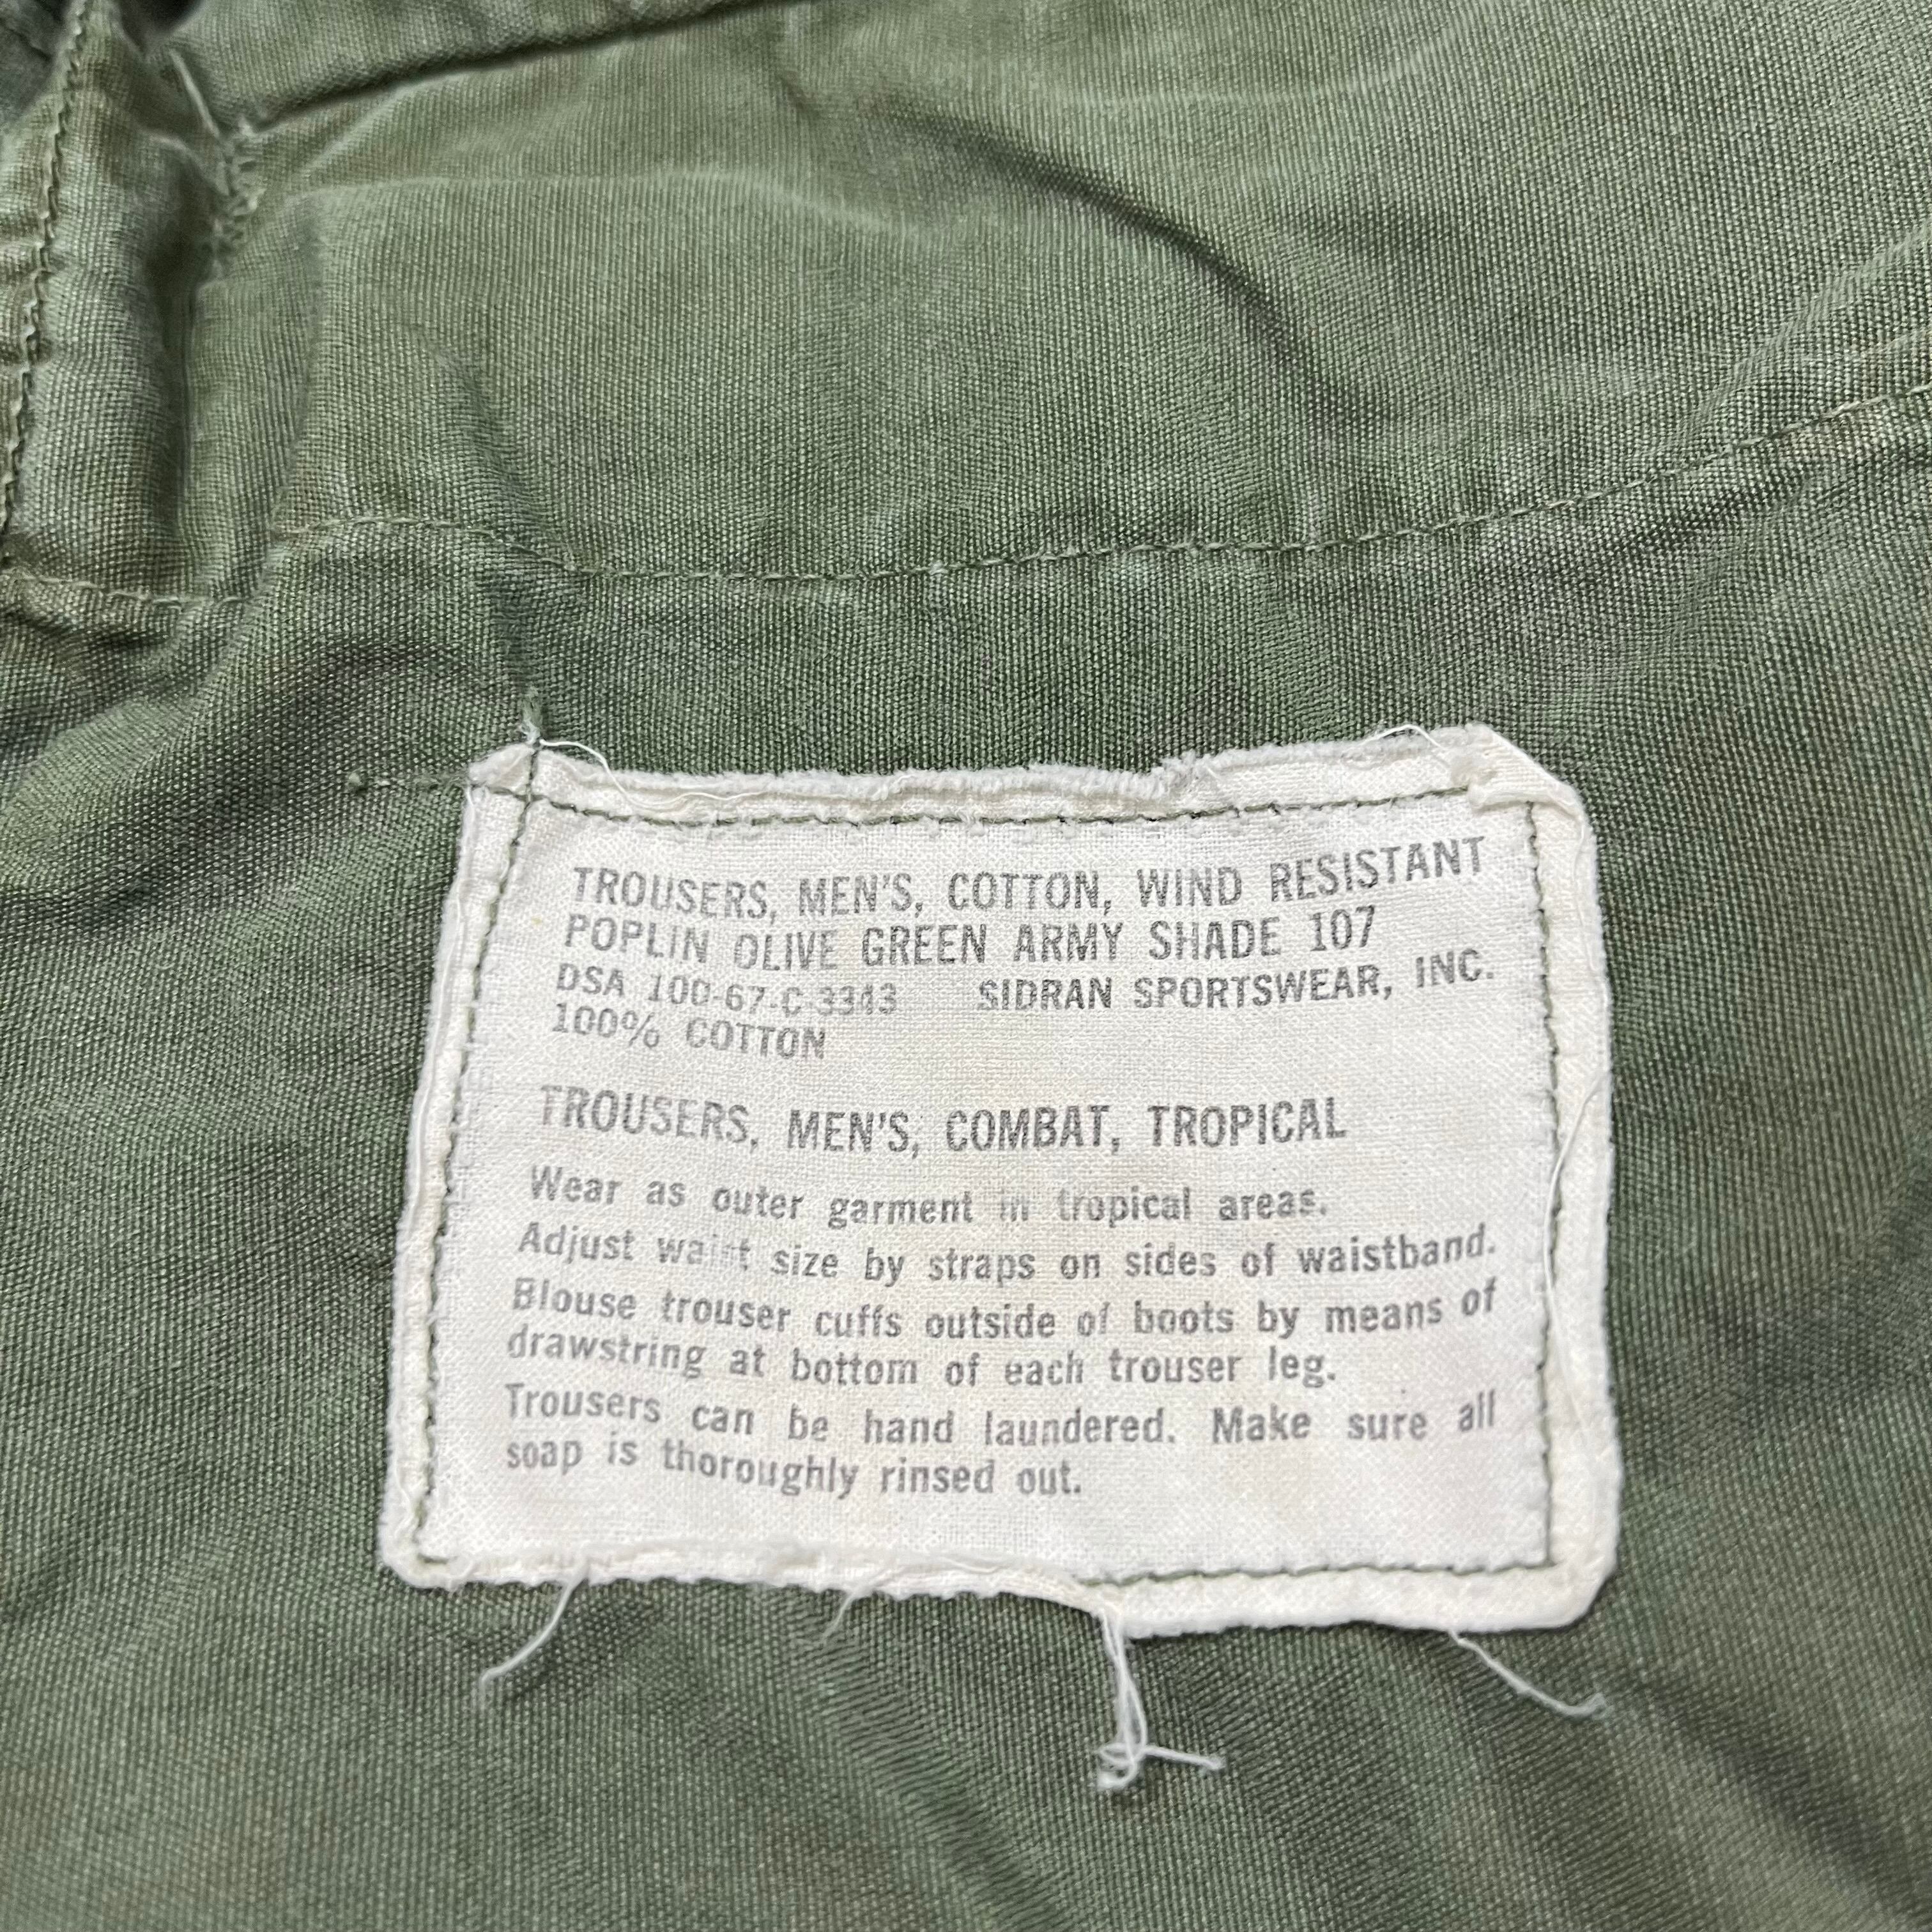 TROUSERS, MEN'S, COTTON, WIND RESISTANT
POPLIN OLIVE GREEN ARMY SHADE 107
DSA 100-67-C-3343 SIDRAN SPORTSWEAR, INC.
100% COTTON
TROUSERS, MEN'S, COMBAT, TROPICAL
Wear as outer garment in tropical areas.
Adjust waist size by straps on sides of waistband.
Blouse trouser cuffs outside of boots by means of
drawstring at bottom of each trouser leg.
Trousers can be hand laundered. Make sure all
soap is thoroughly rinsed out.